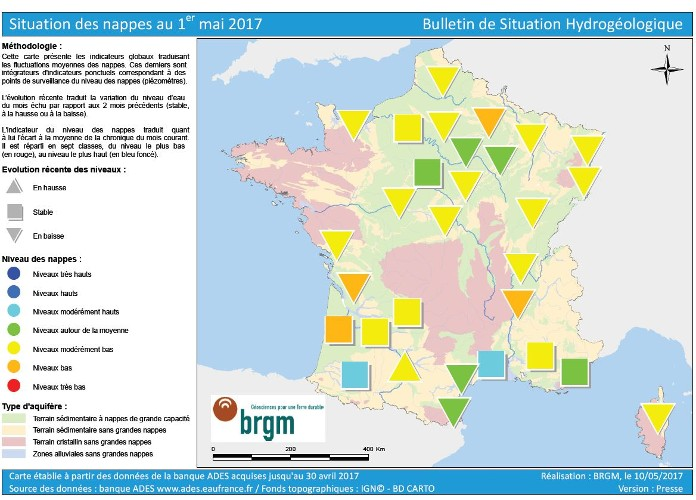 Situation des nappes au 1er mai 2017
Bulletin de Situation Hydrogéologique
Méthodologie :
Cette carte présente les indicateurs globaux traduisant
les fluctuations moyennes des nappes. Ces derniers sont
intégrateurs d'indicateurs ponctuels correspondant à des
points de surveillance du niveau des nappes (piézomètres).
L'évolution récente traduit la variation du niveau d'eau
du mois échu par rapport aux 2 mois précédents (stable,
à la hausse ou à la baisse).
L'indicateur du niveau des nappes traduit quant
à lui l'écart à la moyenne de la chronique du mois courant.
Il est réparti en sept classes, du niveau le plus bas
(en rouge), au niveau le plus haut (en bleu foncé).
Evolution récente des niveaux :
En hausse
Stable
En baisse
Niveau des nappes :
Niveaux très hauts
Niveaux hauts
Niveaux modérément hauts
Niveaux autour de la moyenne
Niveaux modérément bas
Niveaux bas
Niveaux très bas
Type d'aquifère :
Terrain sédimentaire à nappes de grande capacité
Terrain sédimentaire sans grandes nappes
Terrain cristallin sans grandes nappes
Zones alluviales sans grandes nappes
N
Géosciences pour une Terre durable
brgm
0 200 400 Km
Carte établie à partir des données de la banque ADES acquises jusqu'au 30 avril 2017
Réalisation : BRGM, le 10/05/2017
Source des données : banque ADES www.ades.eaufrance.fr / Fonds topographiques : IGN© - BD CARTO
Version : Presse